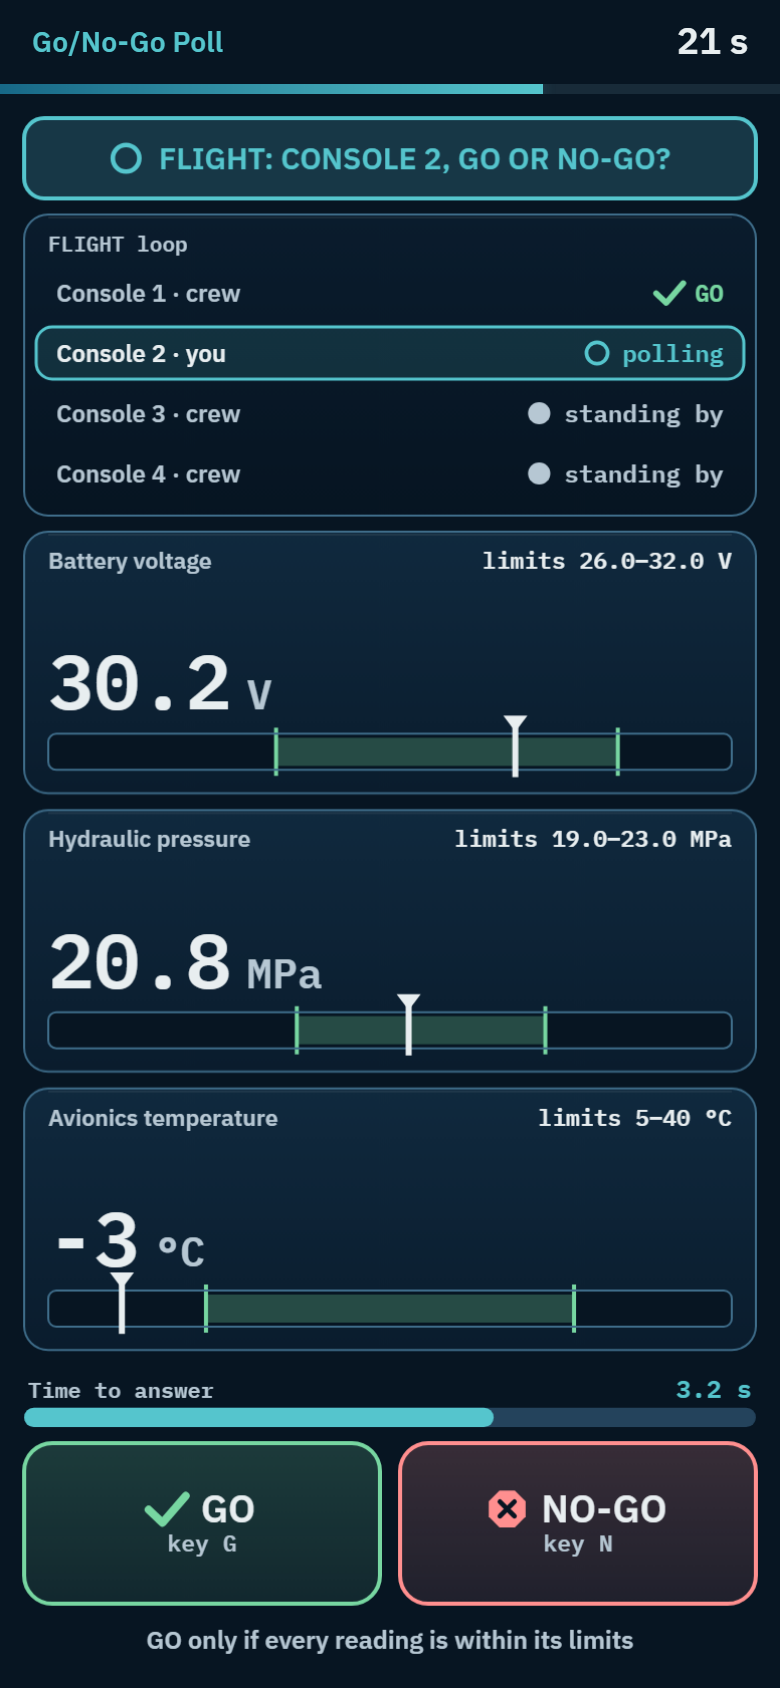 Go/No-Go Poll
21 s
FLIGHT: CONSOLE 2, GO OR NO-GO?
FLIGHT loop
Console 1 · crew GO
Console 2 · you polling
Console 3 · crew standing by
Console 4 · crew standing by
Battery voltage limits 26.0–32.0 V
30.2 V
Hydraulic pressure limits 19.0–23.0 MPa
20.8 MPa
Avionics temperature limits 5–40 °C
-3 °C
Time to answer 3.2 s
GO
key G
NO-GO
key N
GO only if every reading is within its limits